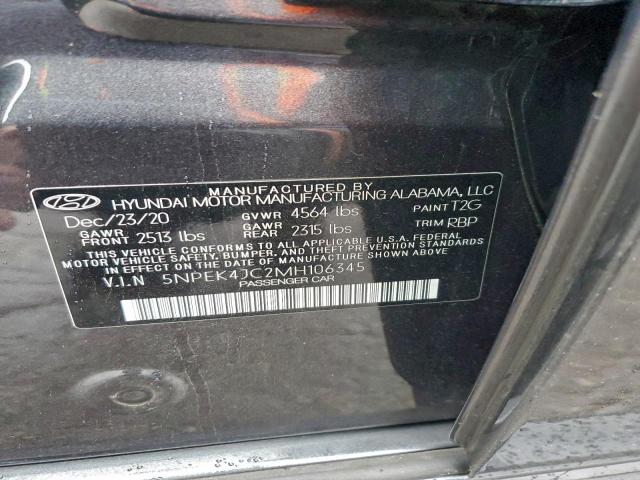 MANUFACTURED BY
HYUNDAI MOTOR MANUFACTURING ALABAMA, LLC
Dec/23/20 GVWR 4564 lbs PAINT T2G
GAWR FRONT 2513 lbs GAWR REAR 2315 lbs TRIM RBP
THIS VEHICLE CONFORMS TO ALL APPLICABLE U.S.A. FEDERAL
MOTOR VEHICLE SAFETY, BUMPER, AND THEFT PREVENTION STANDARDS
IN EFFECT ON THE DATE OF MANUFACTURE SHOWN ABOVE.
V.I.N 5NPEK4JC2MH106345
PASSENGER CAR